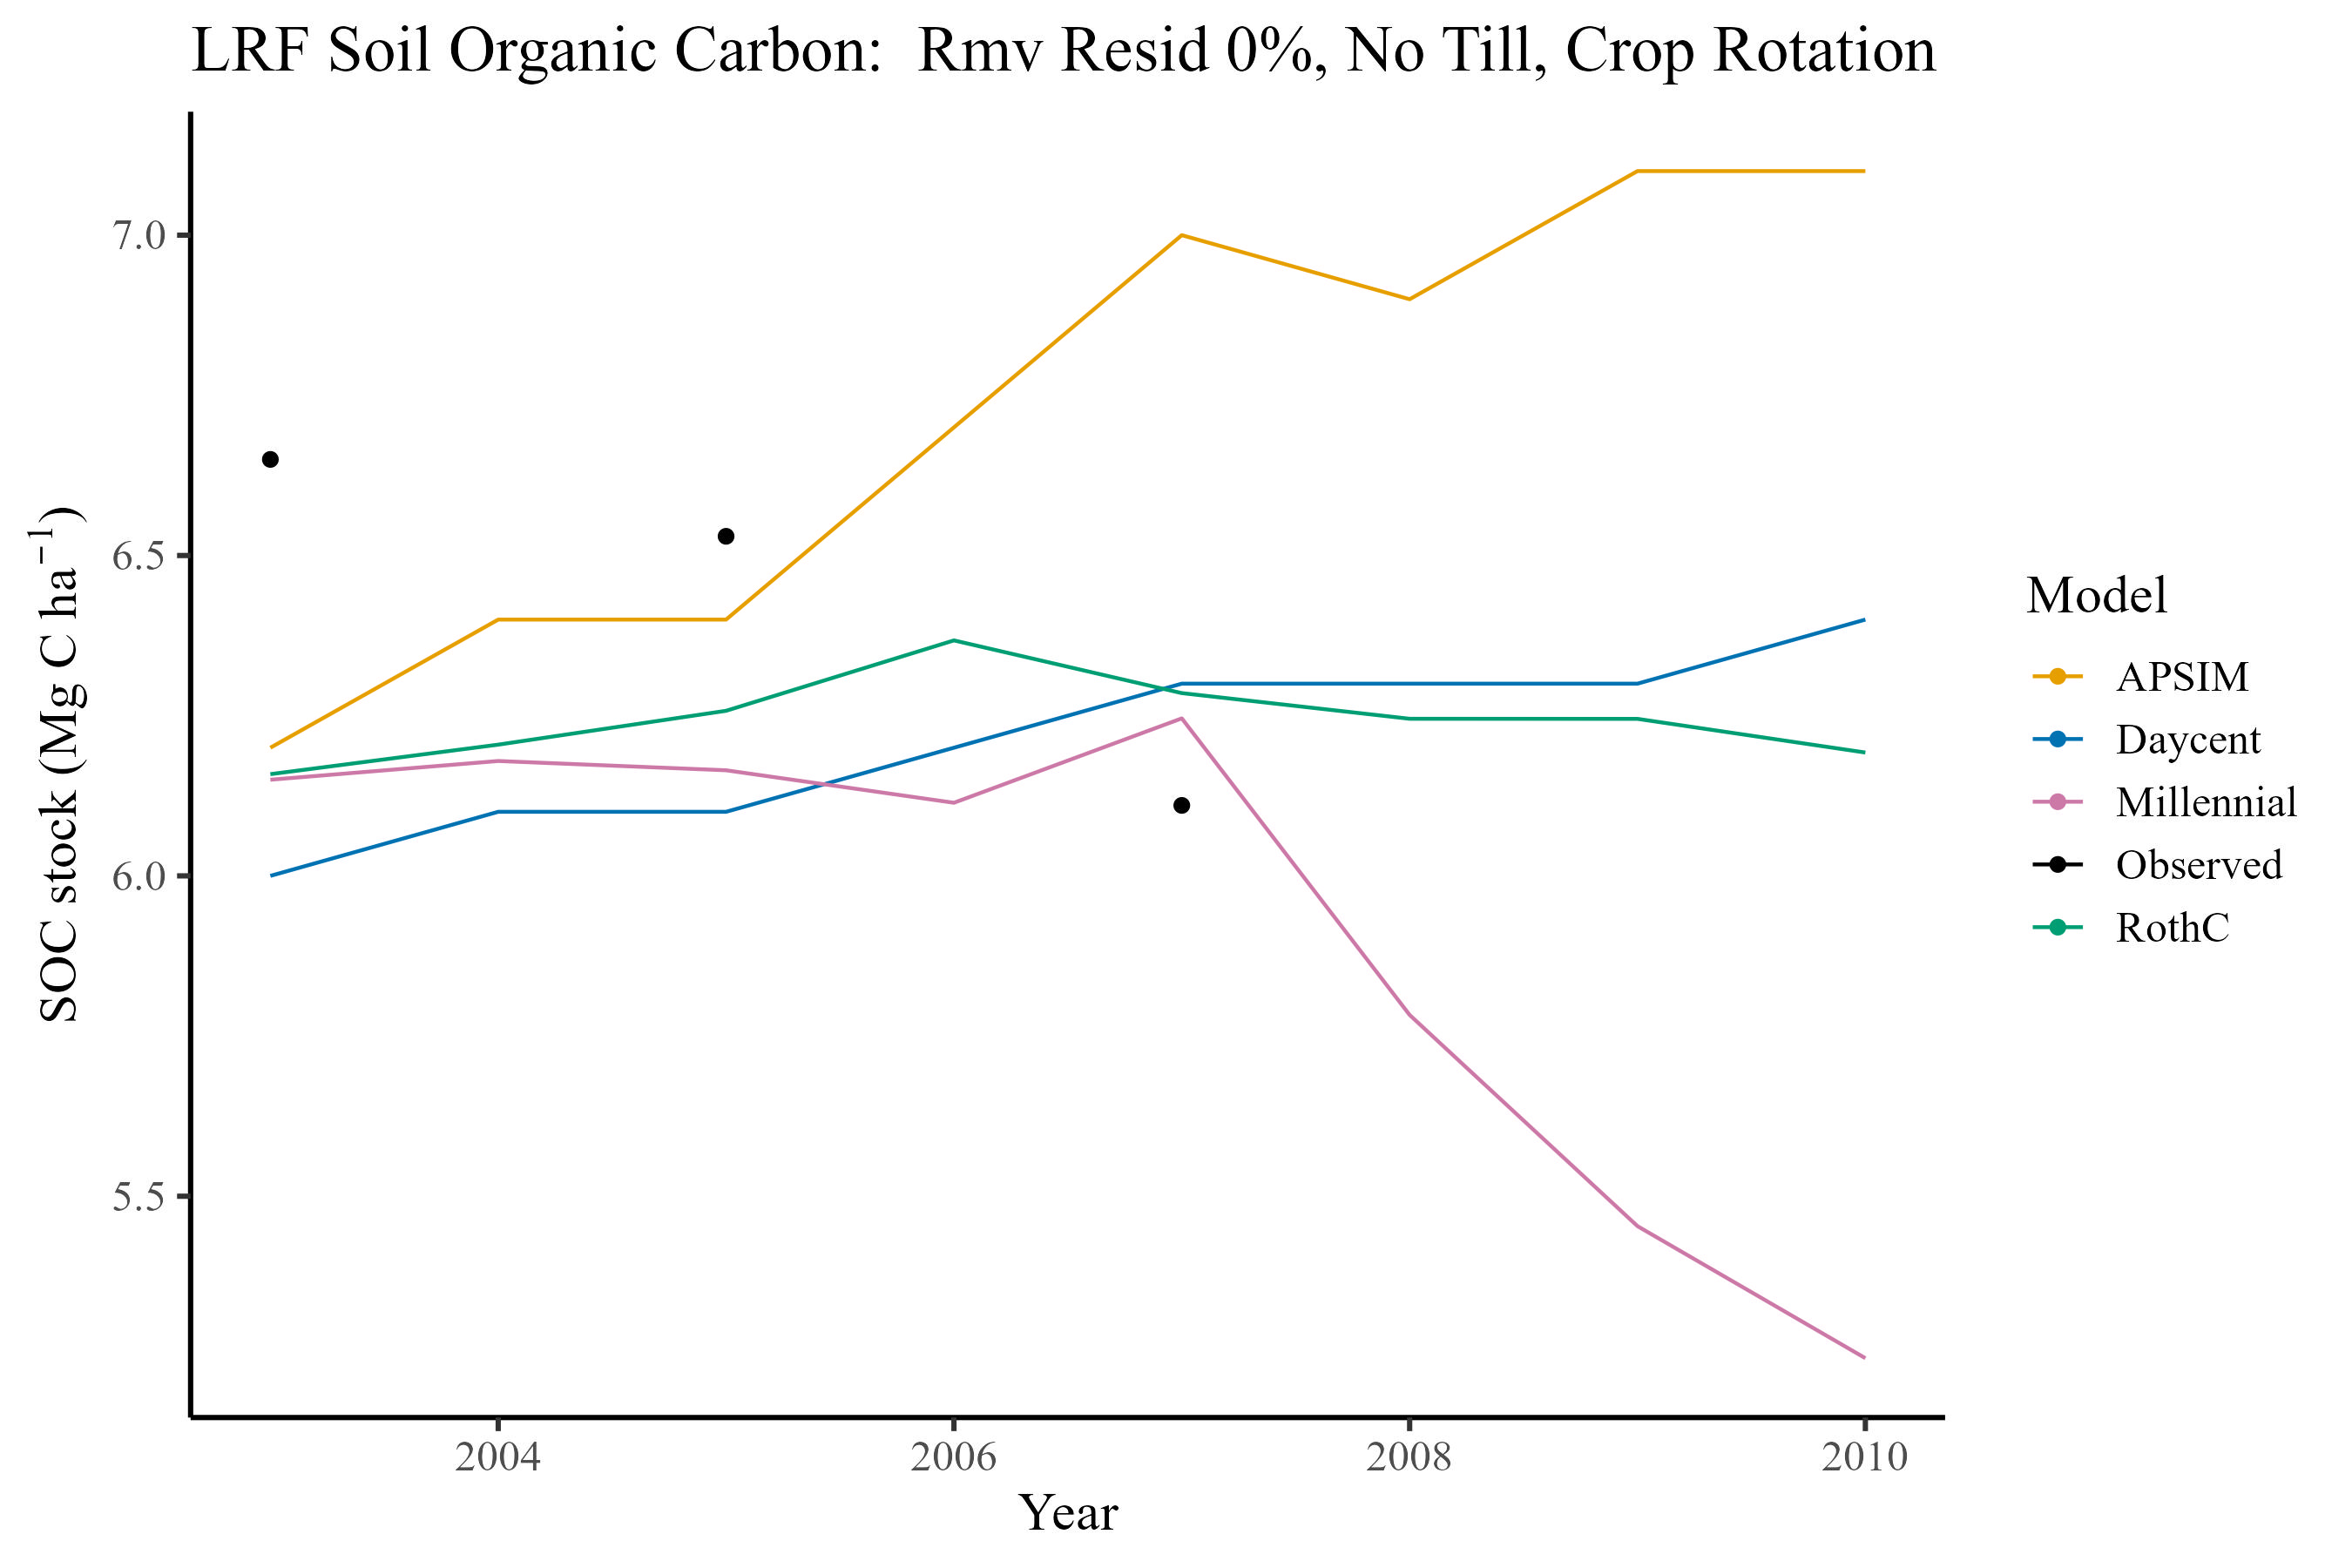 LRF Soil Organic Carbon:  Rmv Resid 0%, No Till, Crop Rotation
SOC stock (Mg C ha⁻¹)
7.0
6.5
6.0
5.5
2004
2006
2008
2010
Year
Model
APSIM
Daycent
Millennial
Observed
RothC